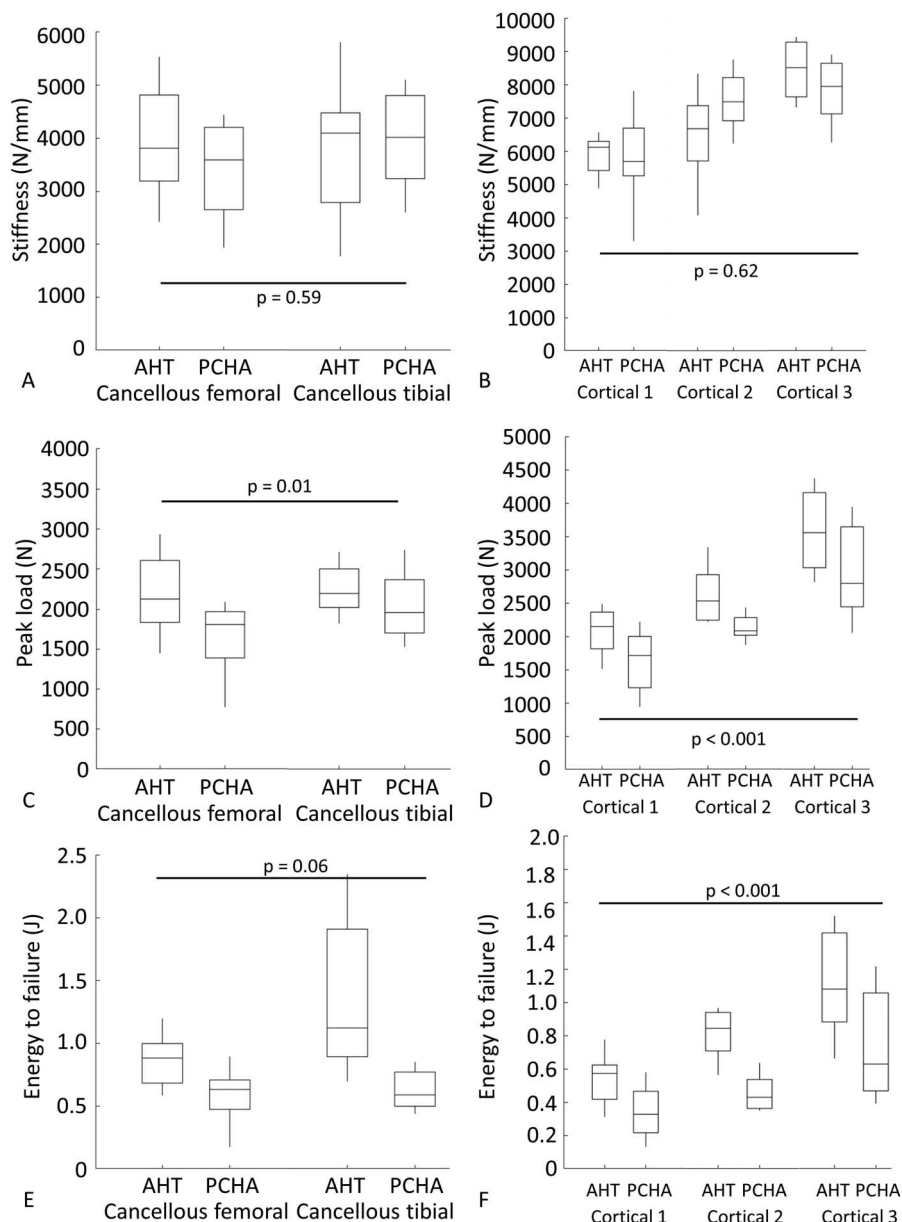 6000
5000
4000
3000
2000
1000
0
Stiffness (N/mm)
p = 0.59
AHT PCHA AHT PCHA
A Cancellous femoral Cancellous tibial
10000
9000
8000
7000
6000
5000
4000
3000
2000
1000
0
Stiffness (N/mm)
p = 0.62
AHT PCHA AHT PCHA AHT PCHA
B Cortical 1 Cortical 2 Cortical 3
4000
3500
3000
2500
2000
1500
1000
500
0
Peak load (N)
p = 0.01
AHT PCHA AHT PCHA
C Cancellous femoral Cancellous tibial
5000
4500
4000
3500
3000
2500
2000
1500
1000
500
0
Peak load (N)
p < 0.001
AHT PCHA AHT PCHA AHT PCHA
D Cortical 1 Cortical 2 Cortical 3
2.5
2.0
1.5
1.0
0.5
0
Energy to failure (J)
p = 0.06
AHT PCHA AHT PCHA
E Cancellous femoral Cancellous tibial
2.0
1.8
1.6
1.4
1.2
1.0
0.8
0.6
0.4
0.2
0
Energy to failure (J)
p < 0.001
AHT PCHA AHT PCHA AHT PCHA
F Cortical 1 Cortical 2 Cortical 3